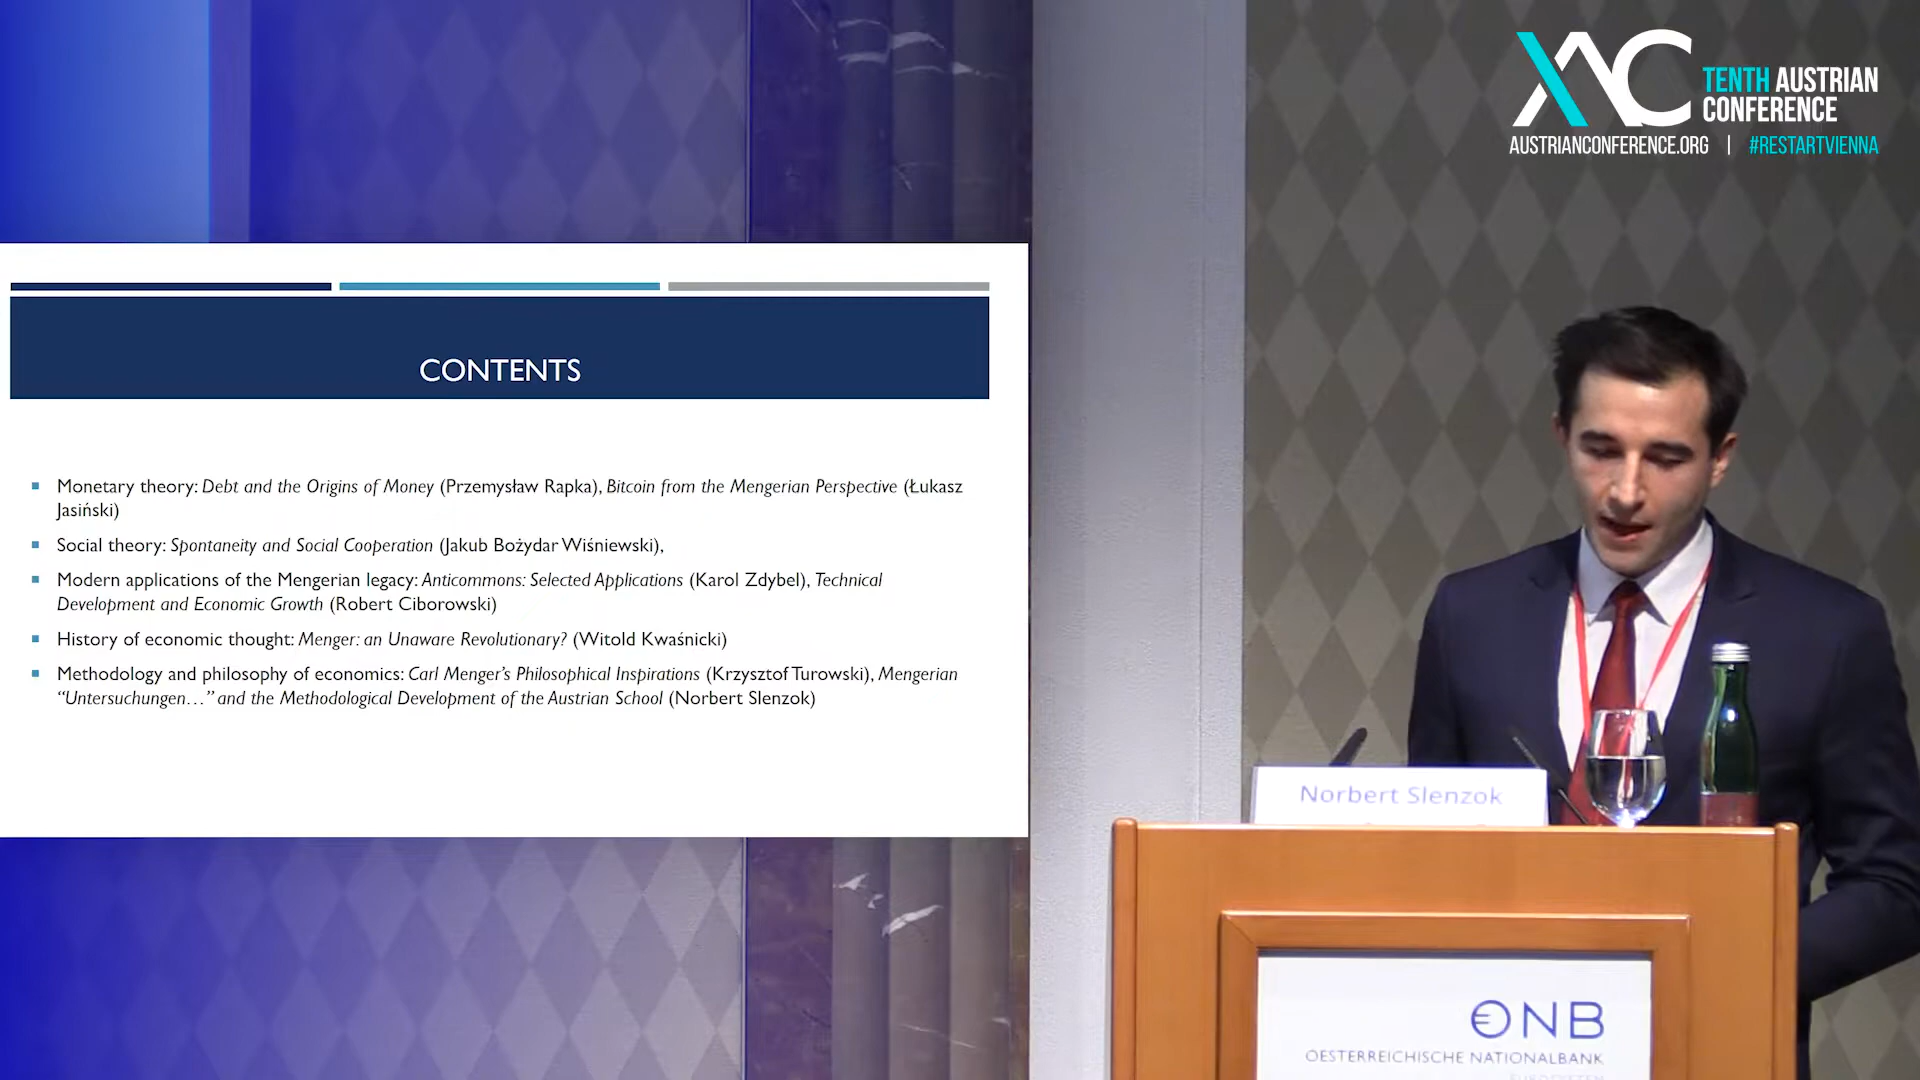 XAC
TENTH AUSTRIAN
CONFERENCE
AUSTRIANCONFERENCE.ORG | #RESTARTVIENNA
CONTENTS
Monetary theory: Debt and the Origins of Money (Przemysław Rapka), Bitcoin from the Mengerian Perspective (Łukasz
Jasiński)
Social theory: Spontaneity and Social Cooperation (Jakub Bożydar Wiśniewski),
Modern applications of the Mengerian legacy: Anticommons: Selected Applications (Karol Zdybel), Technical
Development and Economic Growth (Robert Ciborowski)
History of economic thought: Menger: an Unaware Revolutionary? (Witold Kwaśnicki)
Methodology and philosophy of economics: Carl Menger's Philosophical Inspirations (Krzysztof Turowski), Mengerian
“Untersuchungen…” and the Methodological Development of the Austrian School (Norbert Slenzok)
Norbert Slenzok
ONB
OESTERREICHISCHE NATIONALBANK
EUROSYSTEM